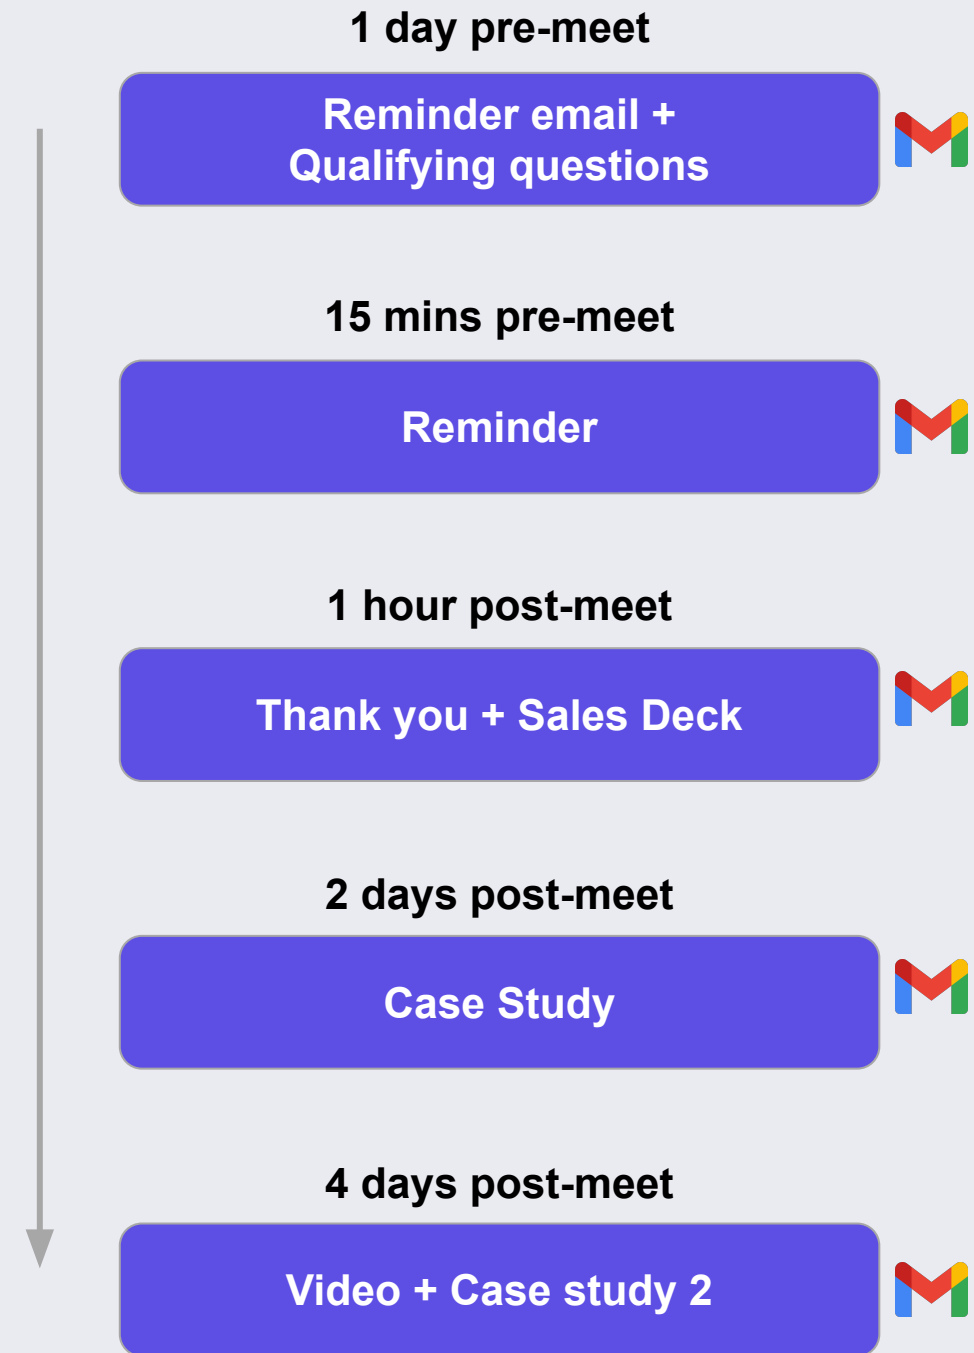 1 day pre-meet
Reminder email +
Qualifying questions
15 mins pre-meet
Reminder
1 hour post-meet
Thank you + Sales Deck
2 days post-meet
Case Study
4 days post-meet
Video + Case study 2